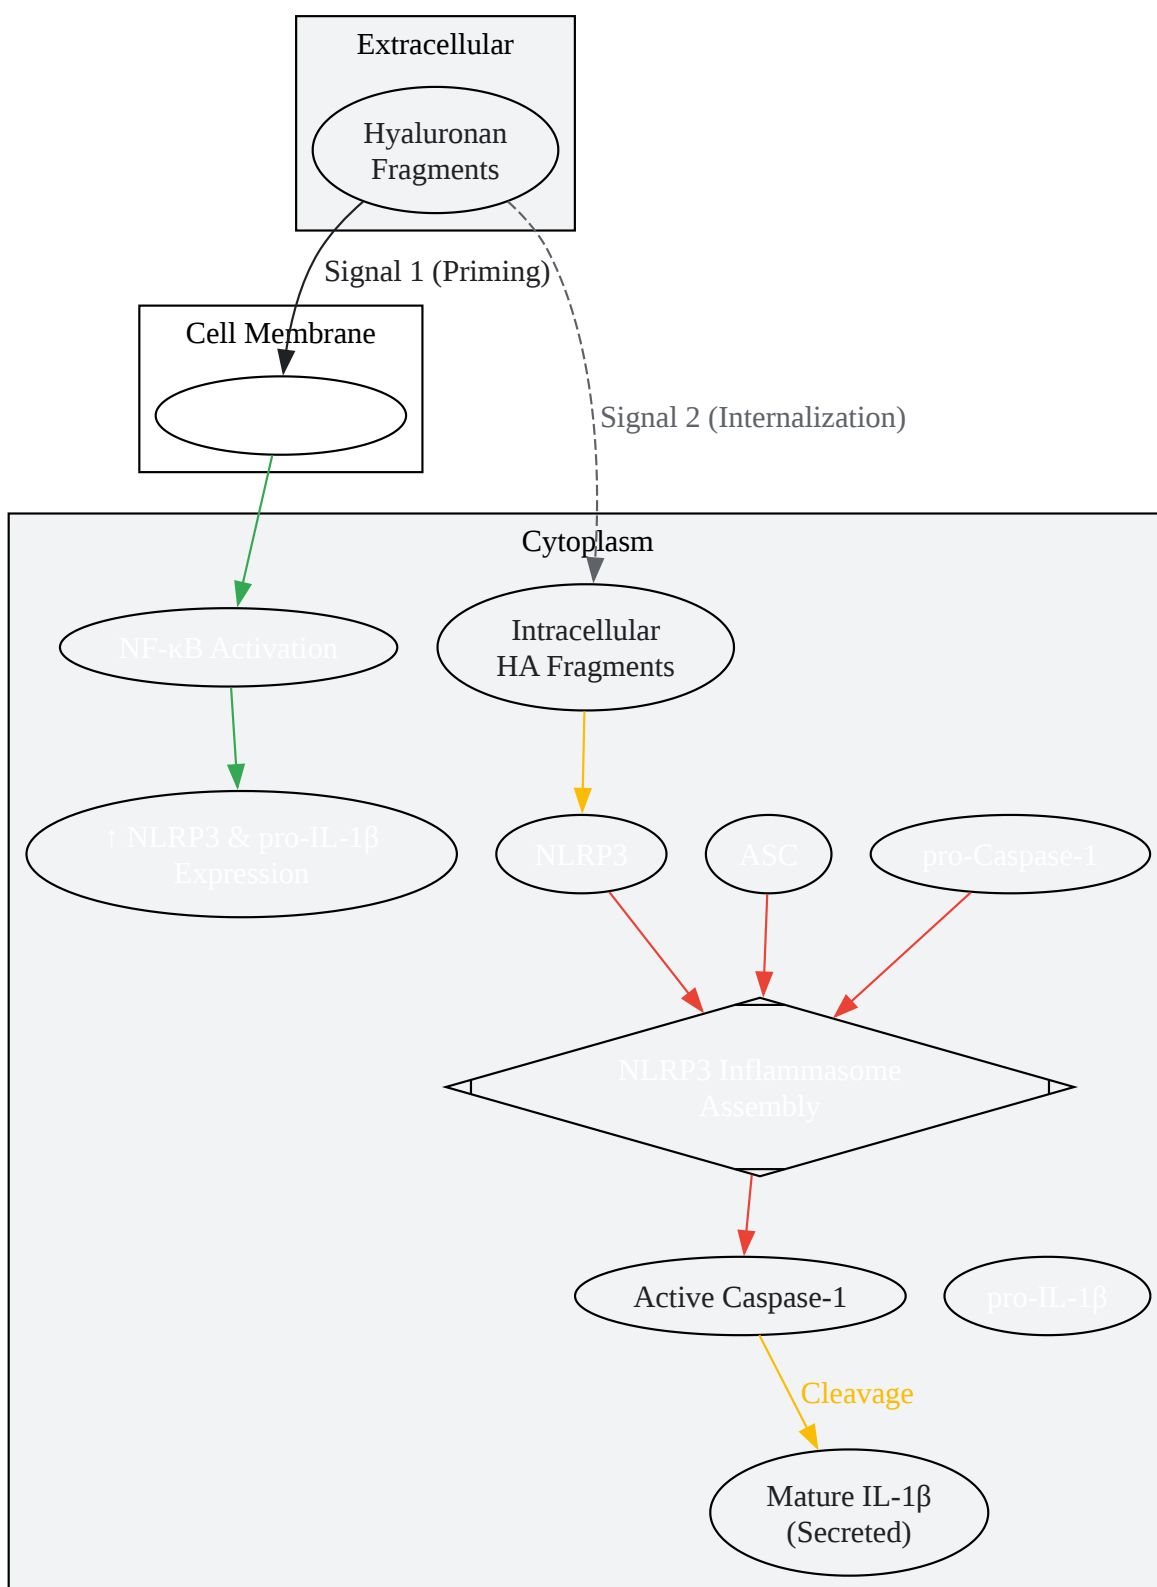 Extracellular
Hyaluronan
Fragments
Signal 1 (Priming)
Cell Membrane
Signal 2 (Internalization)
Cytoplasm
NF-κB Activation
Intracellular
HA Fragments
↑ NLRP3 & pro-IL-1β
Expression
NLRP3
ASC
pro-Caspase-1
NLRP3 Inflammasome
Assembly
Active Caspase-1
pro-IL-1β
Cleavage
Mature IL-1β
(Secreted)